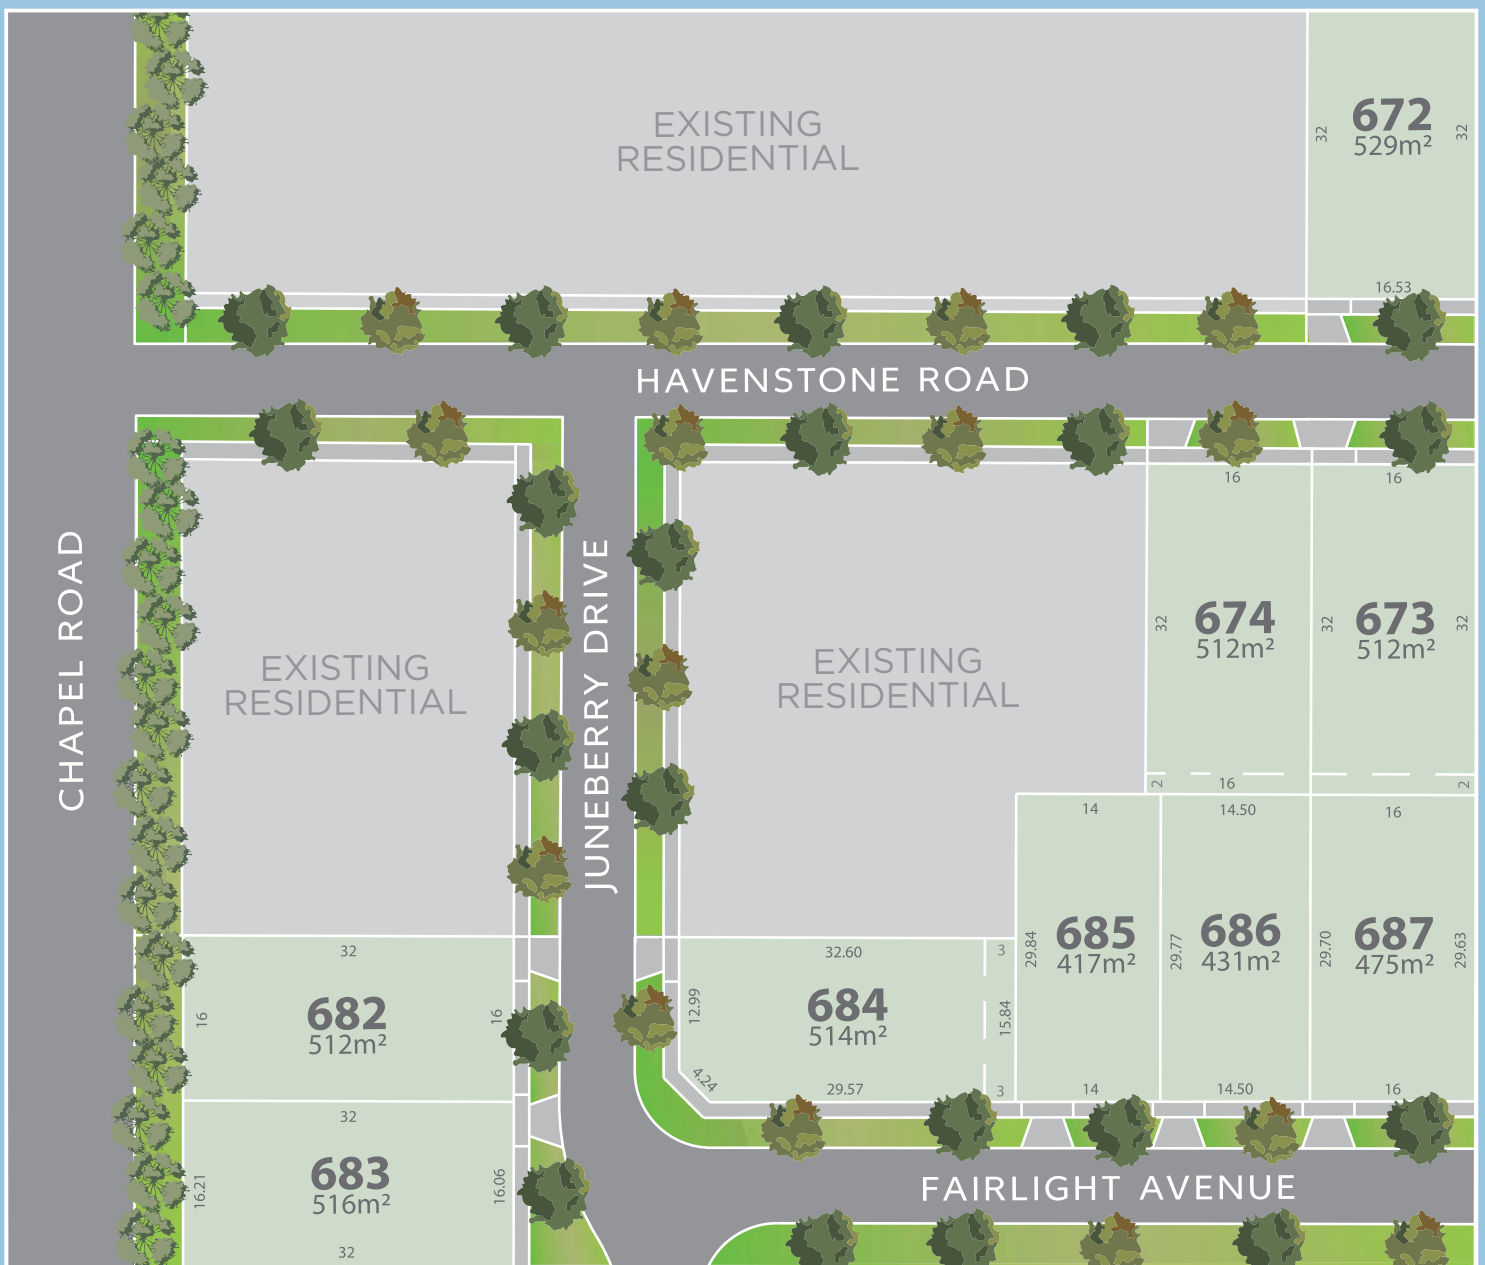 EXISTING
RESIDENTIAL
672
529m²
32
32
16.53
HAVENSTONE ROAD
CHAPEL ROAD
JUNEBERRY DRIVE
EXISTING
RESIDENTIAL
EXISTING
RESIDENTIAL
16
674
512m²
32
2
16
16
673
512m²
32
32
2
32
682
512m²
16
16
32
683
516m²
16.21
16.06
32
32.60
3
684
514m²
12.99
15.84
4.24
29.57
3
14
685
417m²
29.84
14
14.50
686
431m²
29.77
14.50
16
687
475m²
29.70
29.63
16
FAIRLIGHT AVENUE